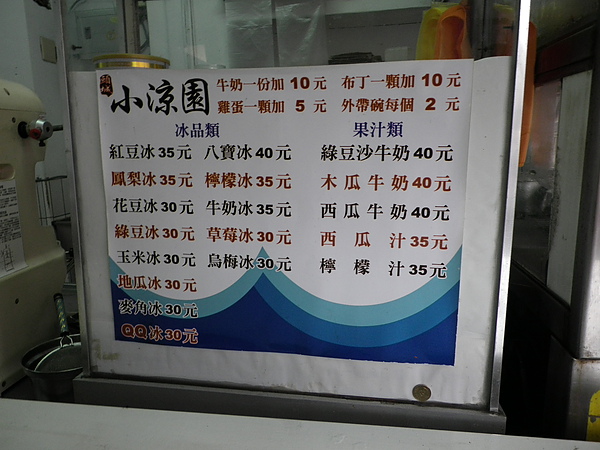 頭城 小涼園
牛奶一份加 10 元 布丁一顆加 10 元
雞蛋一顆加 5 元 外帶碗每個 2 元
冰品類
紅豆冰35元 八寶冰40元
鳳梨冰35元 檸檬冰35元
花豆冰30元 牛奶冰35元
綠豆冰30元 草莓冰30元
玉米冰30元 烏梅冰30元
地瓜冰30元
麥角冰30元
QQ冰30元
果汁類
綠豆沙牛奶40元
木瓜牛奶40元
西瓜牛奶40元
西瓜汁35元
檸檬汁35元